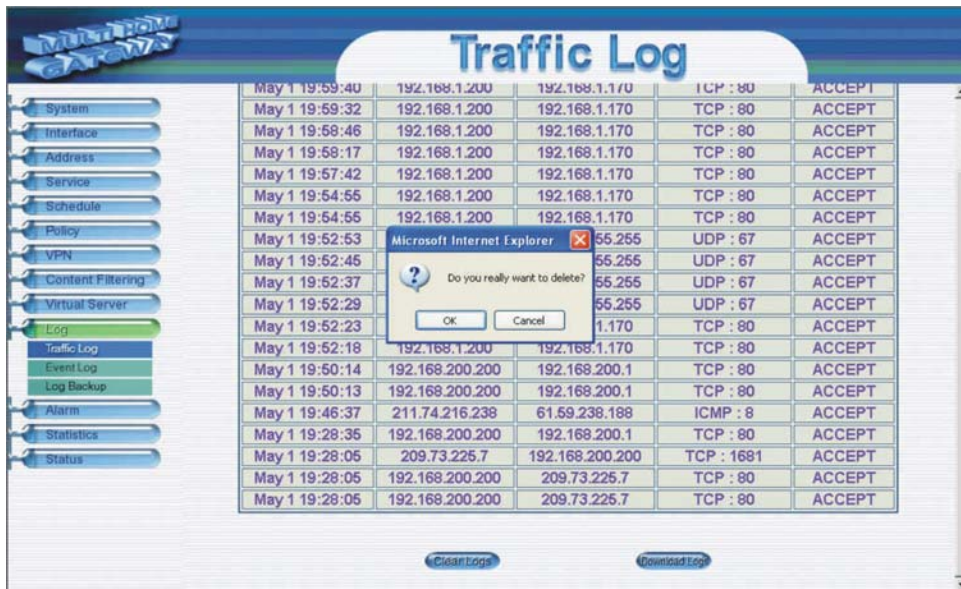 MULTI HOME
GATEWAY
Traffic Log
System
Interface
Address
Service
Schedule
Policy
VPN
Content Filtering
Virtual Server
Log
Traffic Log
Event Log
Log Backup
Alarm
Statistics
Status
May 1 19:59:40 192.168.1.200 192.168.1.170 TCP : 80 ACCEPT
May 1 19:59:32 192.168.1.200 192.168.1.170 TCP : 80 ACCEPT
May 1 19:58:46 192.168.1.200 192.168.1.170 TCP : 80 ACCEPT
May 1 19:58:17 192.168.1.200 192.168.1.170 TCP : 80 ACCEPT
May 1 19:57:42 192.168.1.200 192.168.1.170 TCP : 80 ACCEPT
May 1 19:54:55 192.168.1.200 192.168.1.170 TCP : 80 ACCEPT
May 1 19:54:55 192.168.1.200 192.168.1.170 TCP : 80 ACCEPT
May 1 19:52:53 55.255 UDP : 67 ACCEPT
May 1 19:52:45 55.255 UDP : 67 ACCEPT
May 1 19:52:37 55.255 UDP : 67 ACCEPT
May 1 19:52:29 55.255 UDP : 67 ACCEPT
May 1 19:52:23 1.170 TCP : 80 ACCEPT
May 1 19:52:18 192.168.1.200 192.168.1.170 TCP : 80 ACCEPT
May 1 19:50:14 192.168.200.200 192.168.200.1 TCP : 80 ACCEPT
May 1 19:50:13 192.168.200.200 192.168.200.1 TCP : 80 ACCEPT
May 1 19:46:37 211.74.216.238 61.59.238.188 ICMP : 8 ACCEPT
May 1 19:28:35 192.168.200.200 192.168.200.1 TCP : 80 ACCEPT
May 1 19:28:05 209.73.225.7 192.168.200.200 TCP : 1681 ACCEPT
May 1 19:28:05 192.168.200.200 209.73.225.7 TCP : 80 ACCEPT
May 1 19:28:05 192.168.200.200 209.73.225.7 TCP : 80 ACCEPT
Microsoft Internet Explorer
Do you really want to delete?
OK Cancel
Clear Logs Download Logs